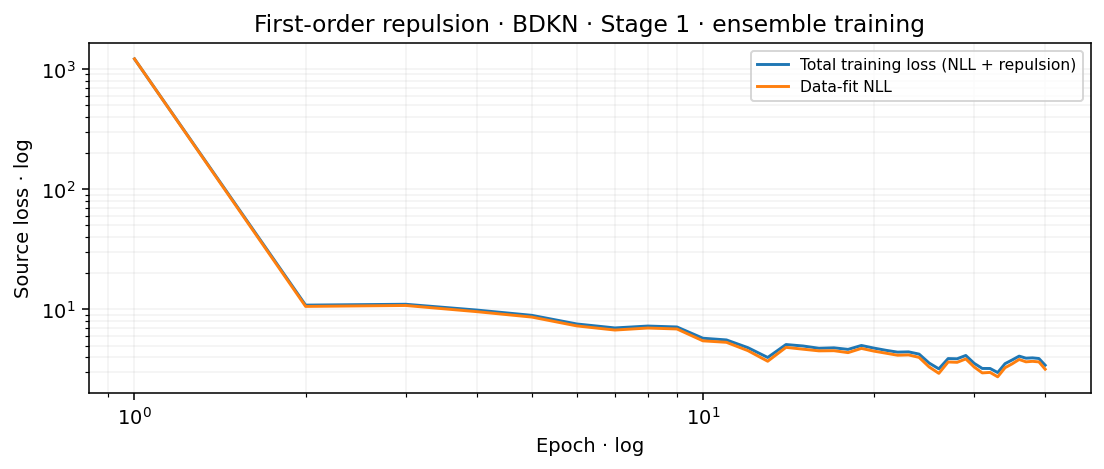 First-order repulsion · BDKN · Stage 1 · ensemble training
Total training loss (NLL + repulsion)
Data-fit NLL
Source loss · log
10³
10²
10¹
10⁰
10¹
Epoch · log